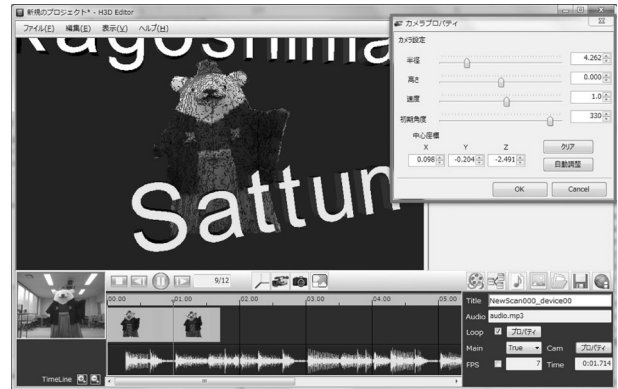 新規のプロジェクト* - H3D Editor
ファイル(F) 編集(E) 表示(V) ヘルプ(H)
Kagoshima
Sattun
カメラプロパティ
カメラ設定
半径 4.262
高さ 0.000
速度 1.0
初期角度 330
中心座標
X Y Z
0.098 -0.204 -2.491
クリア
自動調整
OK Cancel
9/12
00.00 01.00 02.00 03.00 04.00 05.00
TimeLine
Title NewScan000_device00
Audio audio.mp3
Loop プロパティ
Main True Cam プロパティ
FPS 7 Time 0:01.714